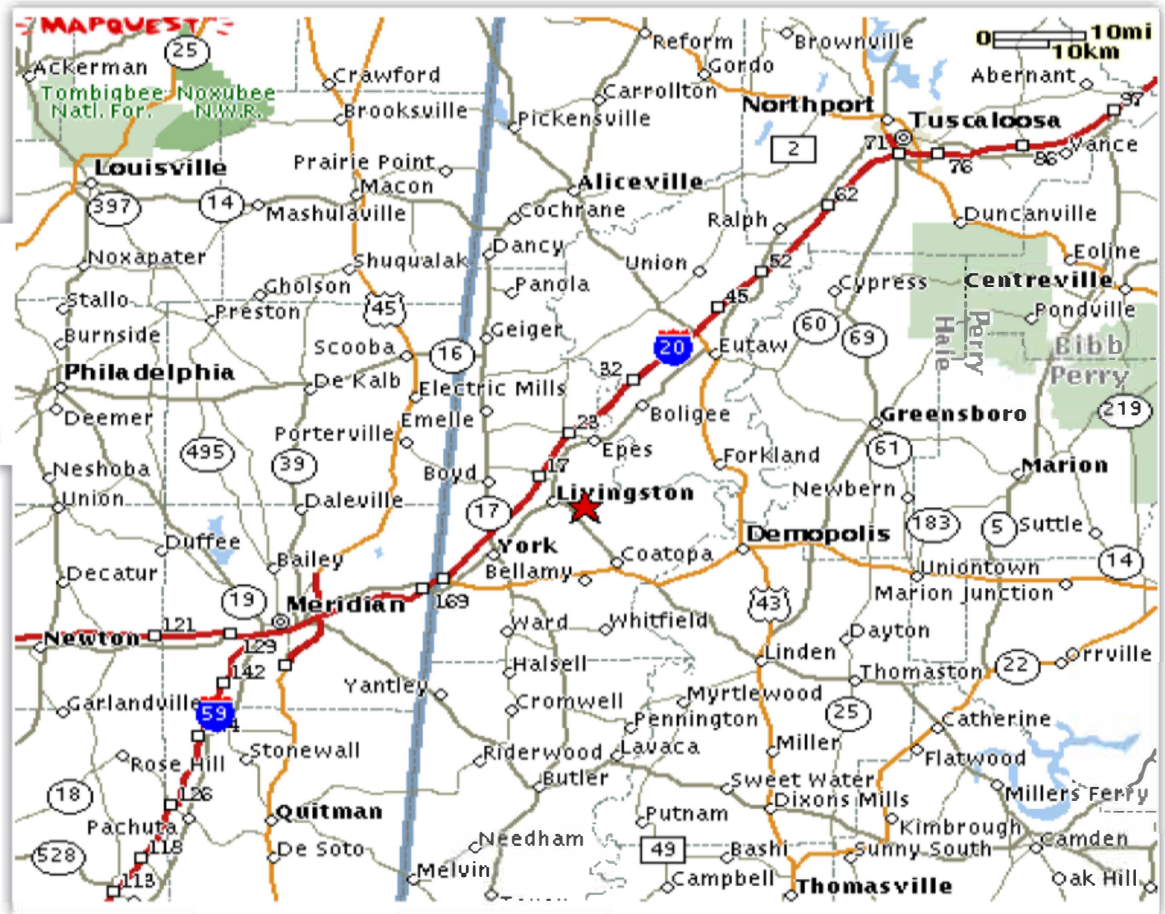 MAPQUEST
0 10mi
10km
Reform
Brownville
25
Ackerman
Crawford
Gordo
Abernant
Tombigbee
Natl. For.
Noxubee
N.W.R.
Brooksville
Carrollton
Northport
97
Pickensville
Tuscaloosa
2
71
76
86
Vance
Louisville
Prairie Point
Macon
Aliceville
62
397
14
Mashulaville
Cochrane
Ralph
Duncanville
Noxapater
Shuqualak
Dancy
Union
52
Eoline
Gholson
Panola
45
Cypress
Centreville
Stallo
Preston
45
Pondville
Burnside
Geiger
60
69
Perry
Hale
Bibb
Perry
Scooba
16
20
Eutaw
Philadelphia
De Kalb
Electric Mills
32
Deemer
Emelle
Boligee
Greensboro
219
Porterville
23
495
39
Epes
61
Neshoba
Boyd
17
Forkland
Marion
Union
Daleville
Livingston
Newbern
17
183
5
Suttle
Duffee
York
Demopolis
Bailey
Coatopa
14
Decatur
Bellamy
Uniontown
19
Meridian
169
43
Marion Junction
121
Ward
Whitfield
Dayton
Newton
129
Linden
Orrville
142
Halsell
Thomaston
22
Yantley
Garlandville
Cromwell
Myrtlewood
59
4
Pennington
25
Catherine
Stonewall
Riderwood
Lavaca
Miller
Flatwood
Rose Hill
Butler
Sweet Water
18
126
Dixons Mills
Millers Ferry
Pachuta
Quitman
Putnam
Kimbrough
118
Needham
Camden
528
De Soto
49
Bashi
Sunny South
113
Melvin
Campbell
Thomasville
Oak Hill